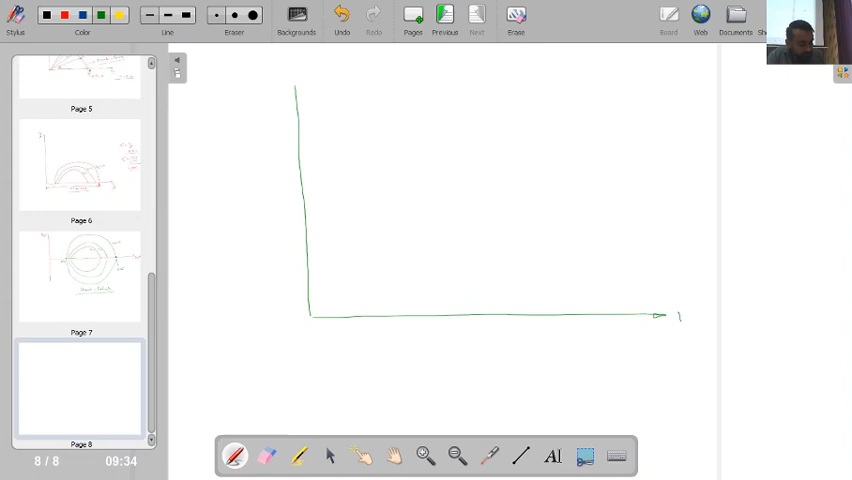 Stylus
Color
Line
Eraser
Backgrounds
Undo
Redo
Pages
Previous
Next
Erase
Board
Web
Documents
Page 5
Page 6
Page 7
Page 8
8 / 8
09:34